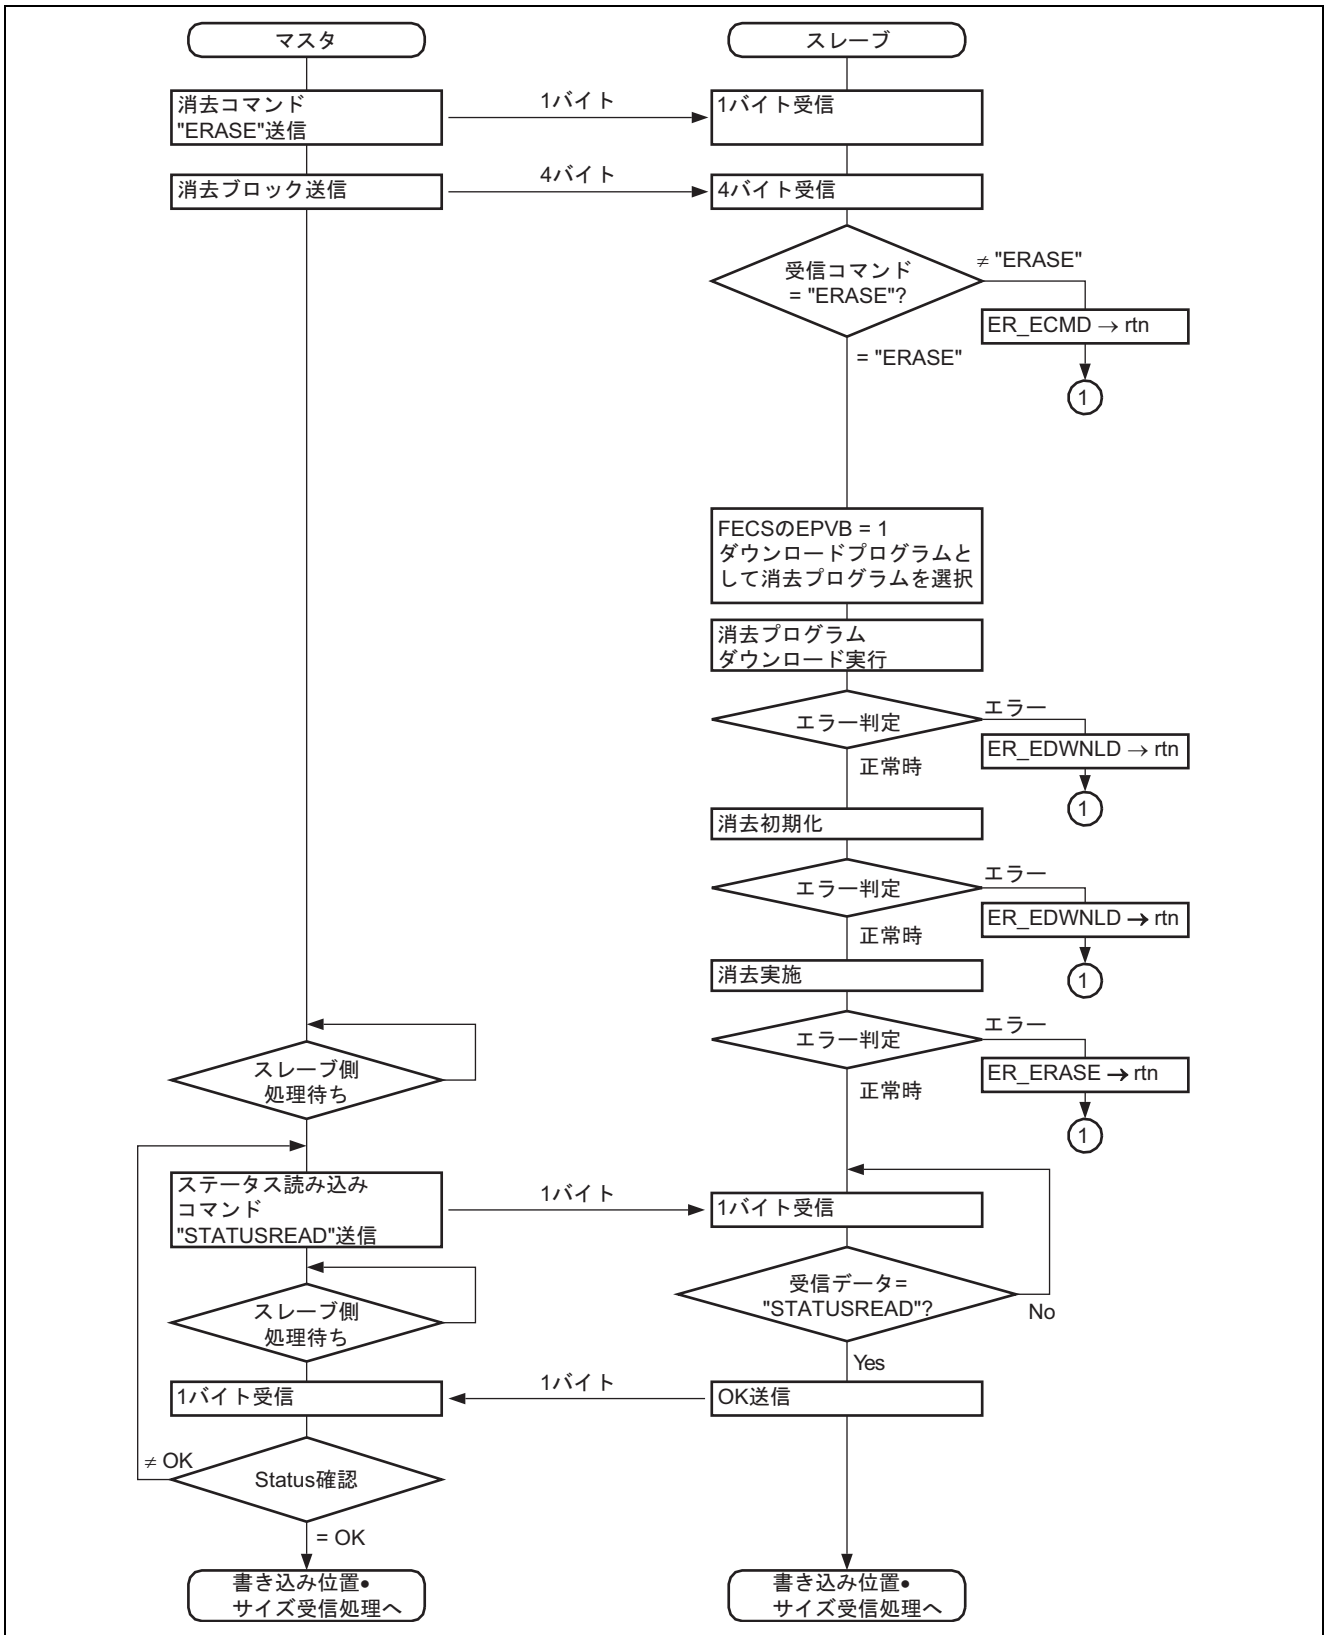 マスタ
スレーブ
消去コマンド
"ERASE"送信
1バイト
1バイト受信
消去ブロック送信
4バイト
4バイト受信
受信コマンド
= "ERASE"?
≠ "ERASE"
ER_ECMD → rtn
1
= "ERASE"
FECSのEPVB = 1
ダウンロードプログラムと
して消去プログラムを選択
消去プログラム
ダウンロード実行
エラー判定
エラー
ER_EDWNLD → rtn
1
正常時
消去初期化
エラー判定
エラー
ER_EDWNLD → rtn
1
正常時
消去実施
エラー判定
エラー
ER_ERASE → rtn
1
正常時
スレーブ側
処理待ち
ステータス読み込み
コマンド
"STATUSREAD"送信
1バイト
1バイト受信
受信データ=
"STATUSREAD"?
No
Yes
スレーブ側
処理待ち
1バイト受信
1バイト
OK送信
≠ OK
Status確認
= OK
書き込み位置•
サイズ受信処理へ
書き込み位置•
サイズ受信処理へ